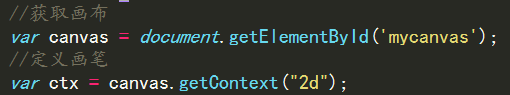 //获取画布
var canvas = document.getElementById('mycanvas');
//定义画笔
var ctx = canvas.getContext("2d");